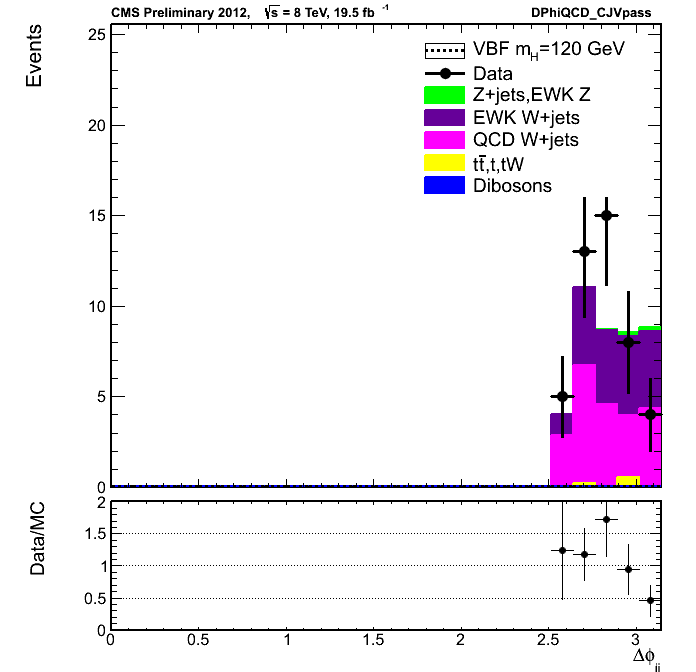 CMS Preliminary 2012, √s = 8 TeV, 19.5 fb⁻¹ DPhiQCD_CJVpass
Events
25
20
15
10
5
0
VBF m_H=120 GeV
Data
Z+jets,EWK Z
EWK W+jets
QCD W+jets
tt̄,t,tW
Dibosons
Data/MC
2
1.5
1
0.5
0
0 0.5 1 1.5 2 2.5 3
Δϕ_jj